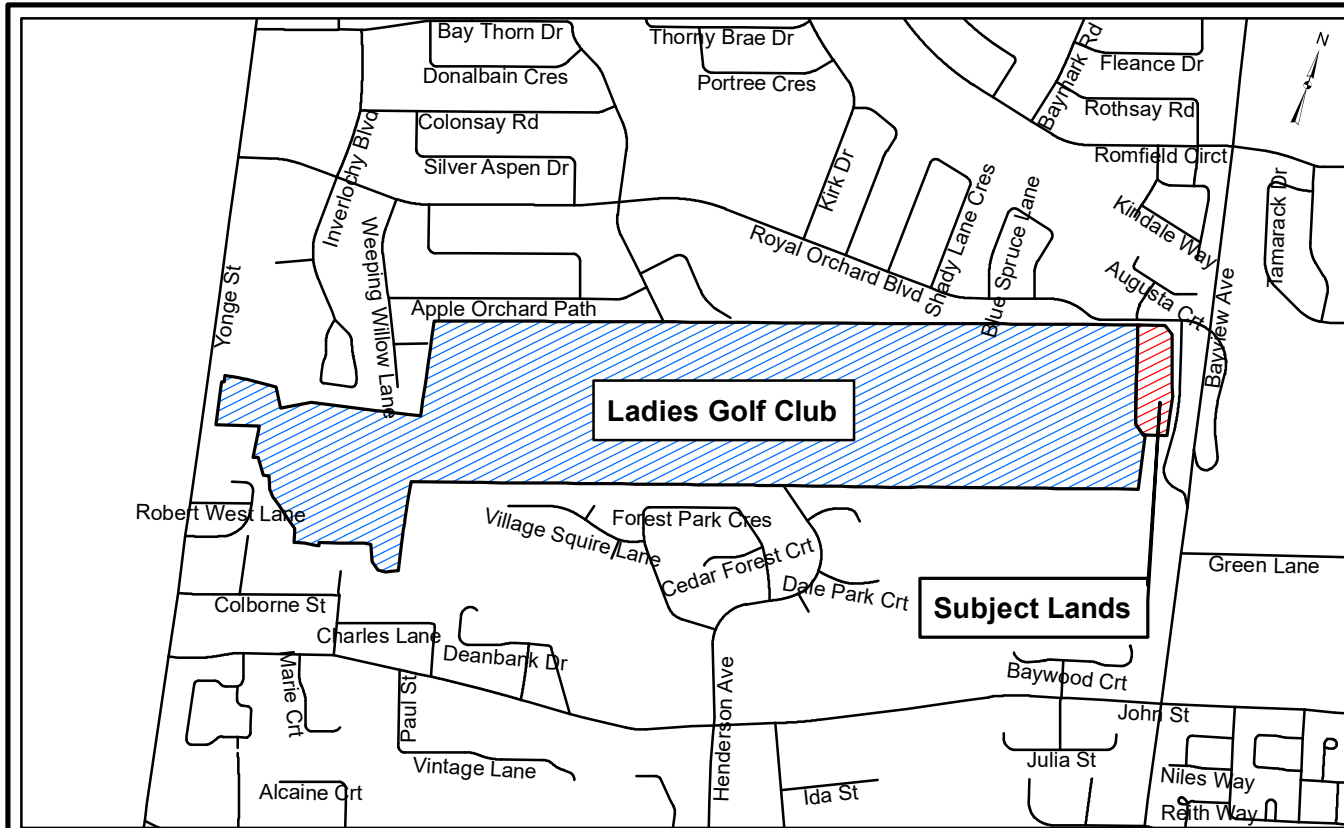 Bay Thorn Dr
Thorny Brae Dr
Baymark Rd
N
Donalbain Cres
Portree Cres
Fleance Dr
Colonsay Rd
Rothsay Rd
Inverlochy Blvd
Silver Aspen Dr
Romfield Circt
Kirk Dr
Shady Lane Cres
Blue Spruce Lane
Kindale Way
Tamarack Dr
Weeping Willow Lane
Royal Orchard Blvd
Augusta Crt
Yonge St
Apple Orchard Path
Bayview Ave
Ladies Golf Club
Robert West Lane
Village Squire Lane
Forest Park Cres
Cedar Forest Crt
Dale Park Crt
Green Lane
Colborne St
Subject Lands
Charles Lane
Deanbank Dr
Marie Crt
Paul St
Henderson Ave
Baywood Crt
John St
Vintage Lane
Julia St
Niles Way
Alcaine Crt
Ida St
Reith Way